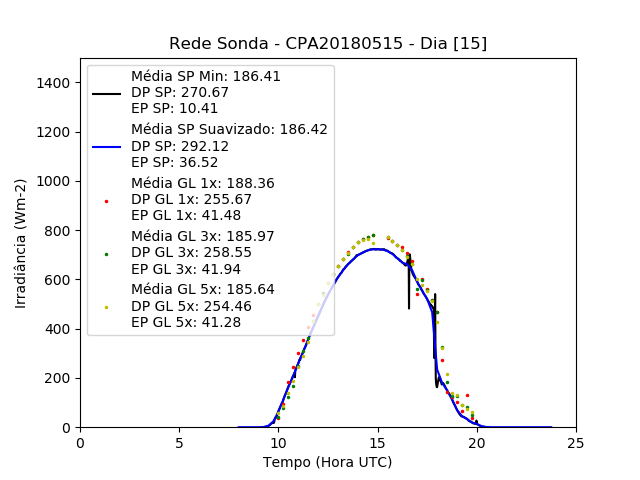 Rede Sonda - CPA20180515 - Dia [15]
Irradiância (Wm-2)
1400
1200
1000
800
600
400
200
0
Média SP Min: 186.41
DP SP: 270.67
EP SP: 10.41
Média SP Suavizado: 186.42
DP SP: 292.12
EP SP: 36.52
Média GL 1x: 188.36
DP GL 1x: 255.67
EP GL 1x: 41.48
Média GL 3x: 185.97
DP GL 3x: 258.55
EP GL 3x: 41.94
Média GL 5x: 185.64
DP GL 5x: 254.46
EP GL 5x: 41.28
0 5 10 15 20 25
Tempo (Hora UTC)